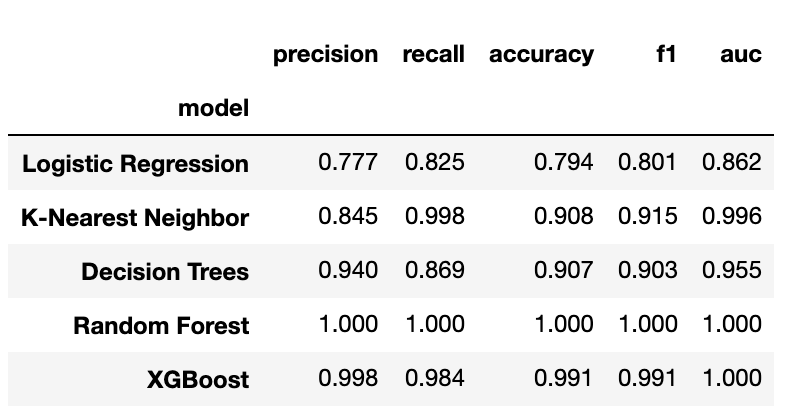 precision recall accuracy f1 auc
model
Logistic Regression 0.777 0.825 0.794 0.801 0.862
K-Nearest Neighbor 0.845 0.998 0.908 0.915 0.996
Decision Trees 0.940 0.869 0.907 0.903 0.955
Random Forest 1.000 1.000 1.000 1.000 1.000
XGBoost 0.998 0.984 0.991 0.991 1.000